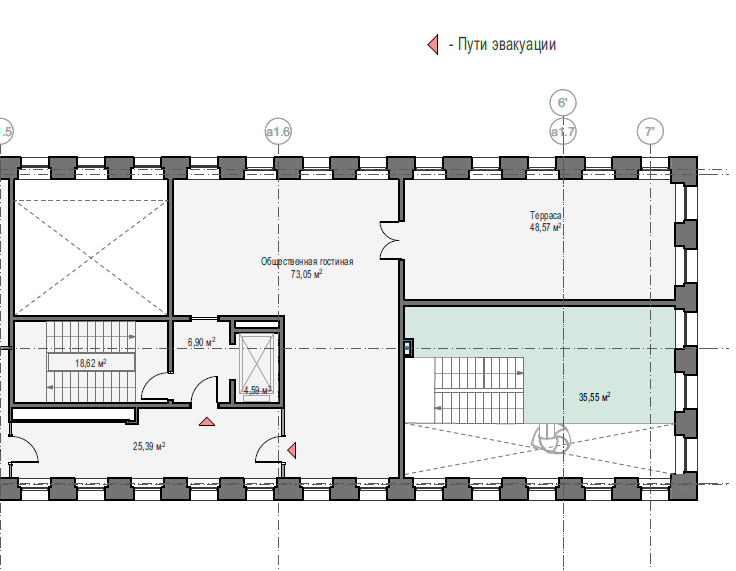 - Пути эвакуации
6'
.5
а1.6
а1.7
7'
Терраса
48,57 м²
Общественная гостиная
73,05 м²
6,90 м²
18,62 м²
4,59 м²
35,55 м²
25,39 м²